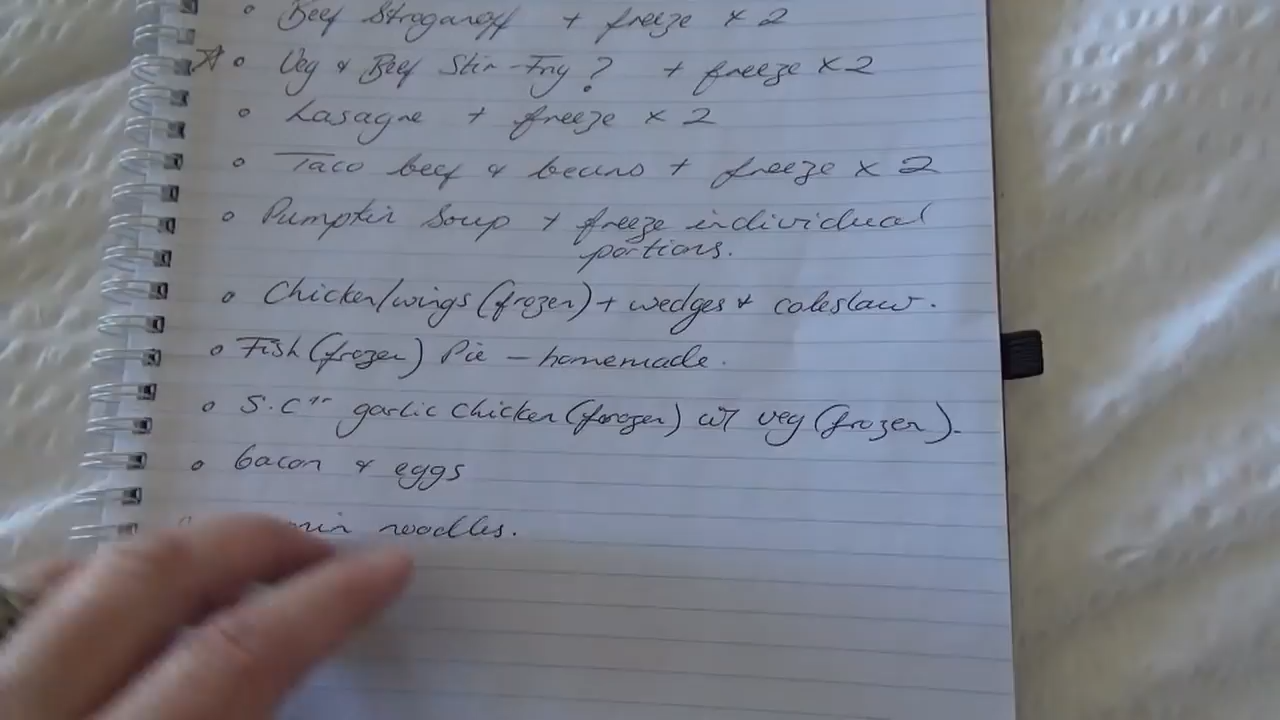 • Beef Stroganoff + freeze x 2
☆ • Veg & Beef Stir-Fry? + freeze x 2
• Lasagne + freeze x 2
• Taco beef & beans + freeze x 2
• Pumpkin Soup + freeze individual
portions.
• Chicken/wings (frozen) + wedges & coleslaw.
• Fish (frozen) Pie - homemade.
• garlic chicken (frozen) w/ veg (frozen).
• bacon & eggs
noodles.